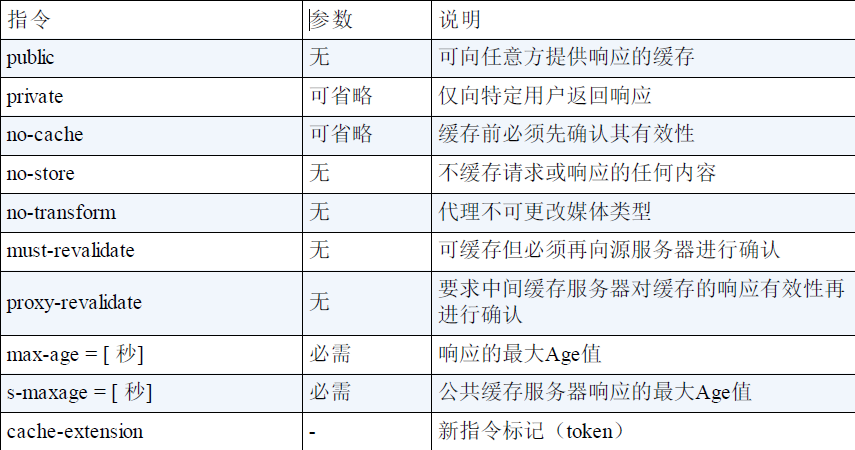 指令 参数 说明
public 无 可向任意方提供响应的缓存
private 可省略 仅向特定用户返回响应
no-cache 可省略 缓存前必须先确认其有效性
no-store 无 不缓存请求或响应的任何内容
no-transform 无 代理不可更改媒体类型
must-revalidate 无 可缓存但必须再向源服务器进行确认
proxy-revalidate 无 要求中间缓存服务器对缓存的响应有效性再
进行确认
max-age = [ 秒] 必需 响应的最大Age值
s-maxage = [ 秒] 必需 公共缓存服务器响应的最大Age值
cache-extension - 新指令标记（token）